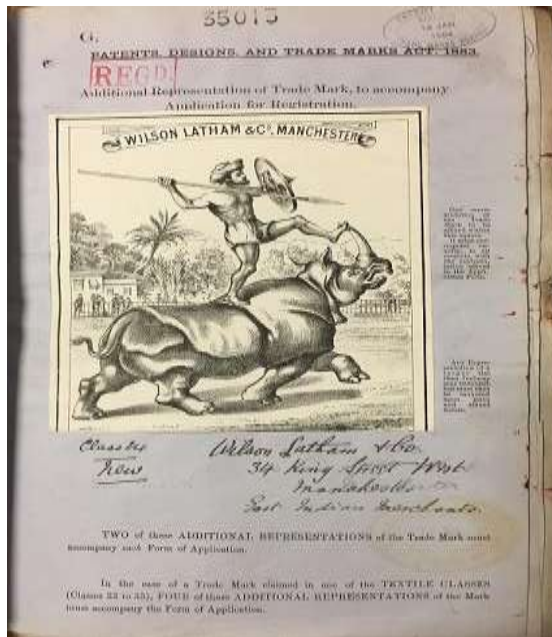 35015
G.
PATENTS, DESIGNS, AND TRADE MARKS ACT, 1883.
REGD.
Additional Representation of Trade Mark, to accompany
Application for Registration.
WILSON LATHAM & Co. MANCHESTER
Wilson Latham & Co.
New
34 King Street West
Manchester
East Indian Merchants
TWO of these ADDITIONAL REPRESENTATIONS of the Trade Mark must
accompany each Form of Application.
In the case of a Trade Mark claimed in one of the TEXTILE CLASSES
(Classes 23 to 35), FOUR of these ADDITIONAL REPRESENTATIONS of the Mark
must accompany the Form of Application.